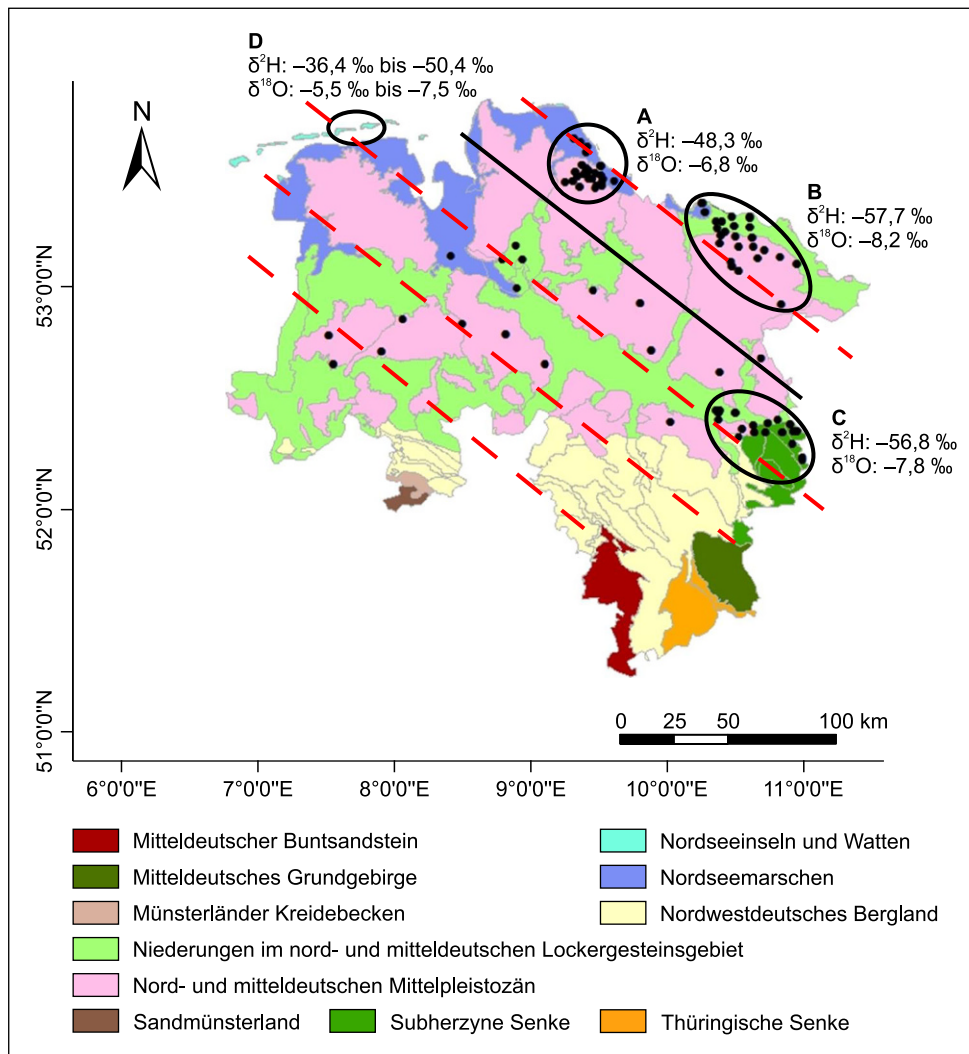 D
δ²H: –36,4 ‰ bis –50,4 ‰
δ¹⁸O: –5,5 ‰ bis –7,5 ‰
N
A
δ²H: –48,3 ‰
δ¹⁸O: –6,8 ‰
B
δ²H: –57,7 ‰
δ¹⁸O: –8,2 ‰
53°0'0"N
C
δ²H: –56,8 ‰
δ¹⁸O: –7,8 ‰
52°0'0"N
51°0'0"N
0 25 50 100 km
6°0'0"E 7°0'0"E 8°0'0"E 9°0'0"E 10°0'0"E 11°0'0"E
Mitteldeutscher Buntsandstein
Nordseeinseln und Watten
Mitteldeutsches Grundgebirge
Nordseemarschen
Münsterländer Kreidebecken
Nordwestdeutsches Bergland
Niederungen im nord- und mitteldeutschen Lockergesteinsgebiet
Nord- und mitteldeutschen Mittelpleistozän
Sandmünsterland
Subherzyne Senke
Thüringische Senke